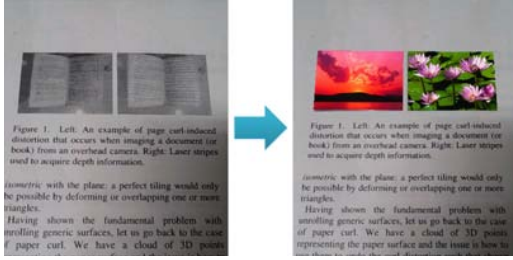 Figure 1. Left: An example of page curl-induced
distortion that occurs when imaging a document (or
book) from an overhead camera. Right: Laser stripes
used to acquire depth information.
isometric with the plane: a perfect tiling would only
be possible by deforming or overlapping one or more
triangles.
Having shown the fundamental problem with
unrolling generic surfaces, let us go back to the case
of paper curl. We have a cloud of 3D points
Figure 1. Left: An example of page curl-induced
distortion that occurs when imaging a document (or
book) from an overhead camera. Right: Laser stripes
used to acquire depth information.
isometric with the plane: a perfect tiling would only
be possible by deforming or overlapping one or more
triangles.
Having shown the fundamental problem with
unrolling generic surfaces, let us go back to the case
of paper curl. We have a cloud of 3D points
representing the paper surface and the issue is how to